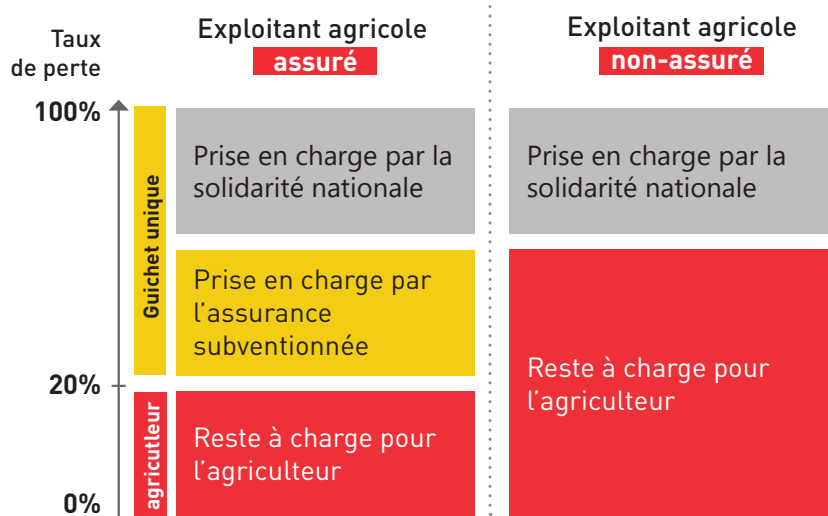 Taux
de perte
Exploitant agricole
assuré
Exploitant agricole
non-assuré
100%
20%
0%
Guichet unique
agricutleur
Prise en charge par la
solidarité nationale
Prise en charge par
l’assurance
subventionnée
Reste à charge pour
l’agriculteur
Prise en charge par la
solidarité nationale
Reste à charge pour
l’agriculteur